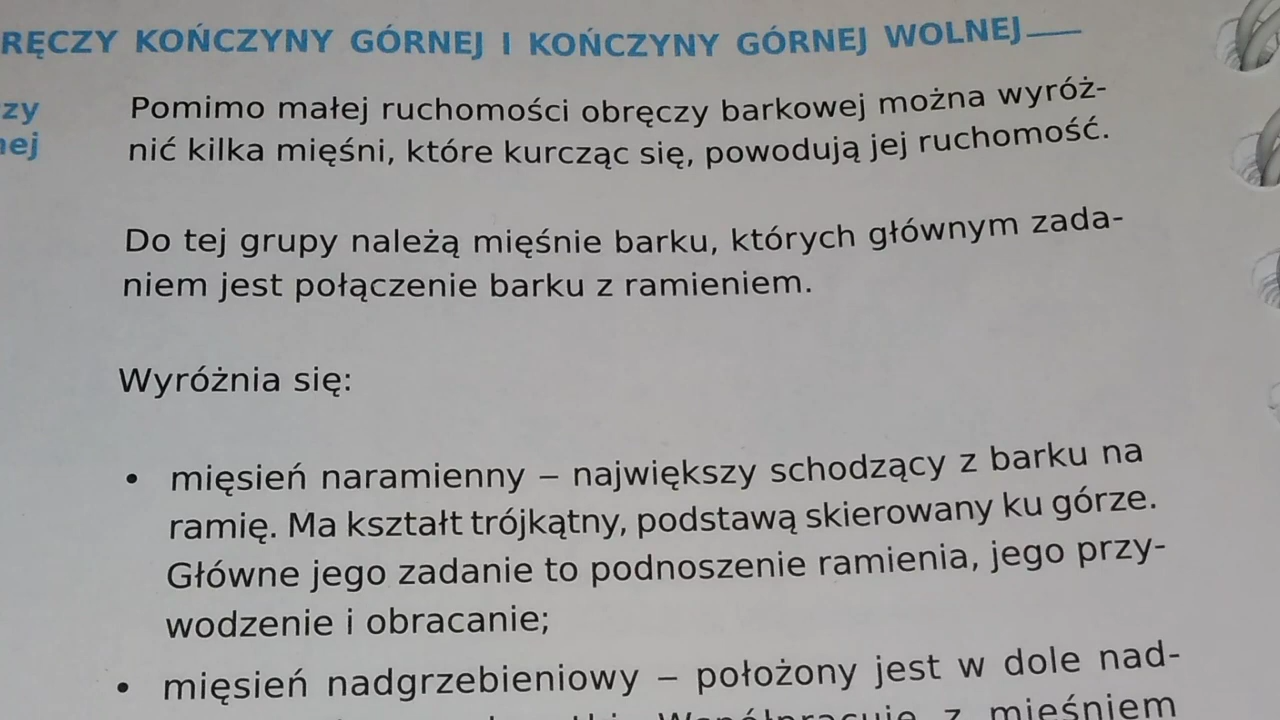 RĘCZY KOŃCZYNY GÓRNEJ I KOŃCZYNY GÓRNEJ WOLNEJ
zy
nej
Pomimo małej ruchomości obręczy barkowej można wyróż-
nić kilka mięśni, które kurcząc się, powodują jej ruchomość.
Do tej grupy należą mięśnie barku, których głównym zada-
niem jest połączenie barku z ramieniem.
Wyróżnia się:
• mięsień naramienny – największy schodzący z barku na
ramię. Ma kształt trójkątny, podstawą skierowany ku górze.
Główne jego zadanie to podnoszenie ramienia, jego przy-
wodzenie i obracanie;
• mięsień nadgrzebieniowy – położony jest w dole nad-
Współpracuje z mięśniem